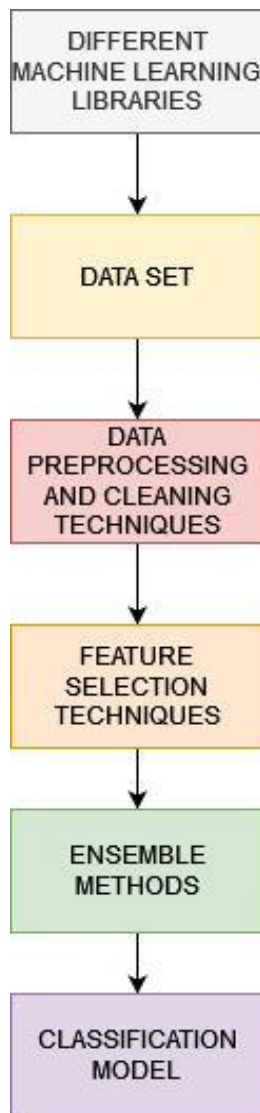 DIFFERENT
MACHINE LEARNING
LIBRARIES
DATA SET
DATA
PREPROCESSING
AND CLEANING
TECHNIQUES
FEATURE
SELECTION
TECHNIQUES
ENSEMBLE
METHODS
CLASSIFICATION
MODEL